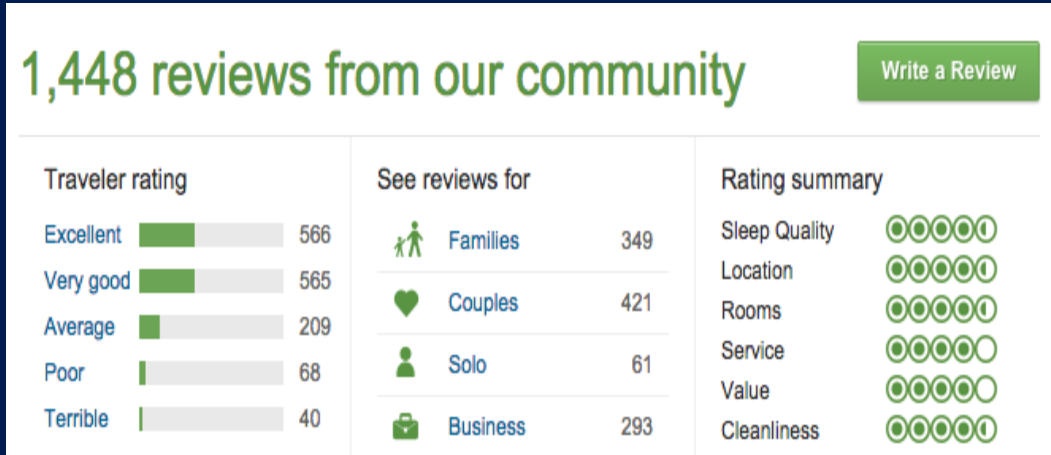 1,448 reviews from our community
Write a Review
Traveler rating
Excellent 566
Very good 565
Average 209
Poor 68
Terrible 40
See reviews for
Families 349
Couples 421
Solo 61
Business 293
Rating summary
Sleep Quality
Location
Rooms
Service
Value
Cleanliness